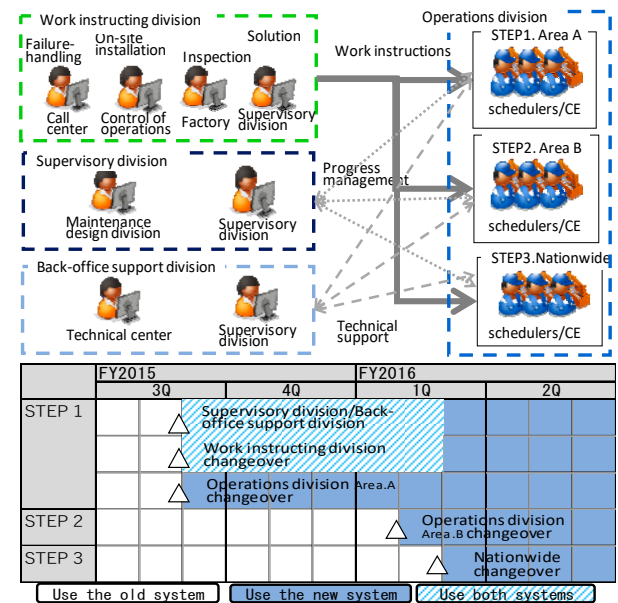 Work instructing division
Failure-
handling
On-site
installation
Inspection
Solution
Call
center
Control of
operations
Factory
Supervisory
division
Work instructions
Operations division
STEP1. Area A
schedulers/CE
STEP2. Area B
schedulers/CE
STEP3.Nationwide
schedulers/CE
Supervisory division
Maintenance
design division
Supervisory
division
Progress
management
Back-office support division
Technical center
Supervisory
division
Technical
support
FY2015
FY2016
3Q
4Q
1Q
2Q
STEP 1
Supervisory division/Back-
office support division
Work instructing division
changeover
Operations division Area.A
changeover
STEP 2
Operations division
Area.B changeover
STEP 3
Nationwide
changeover
Use the old system
Use the new system
Use both systems